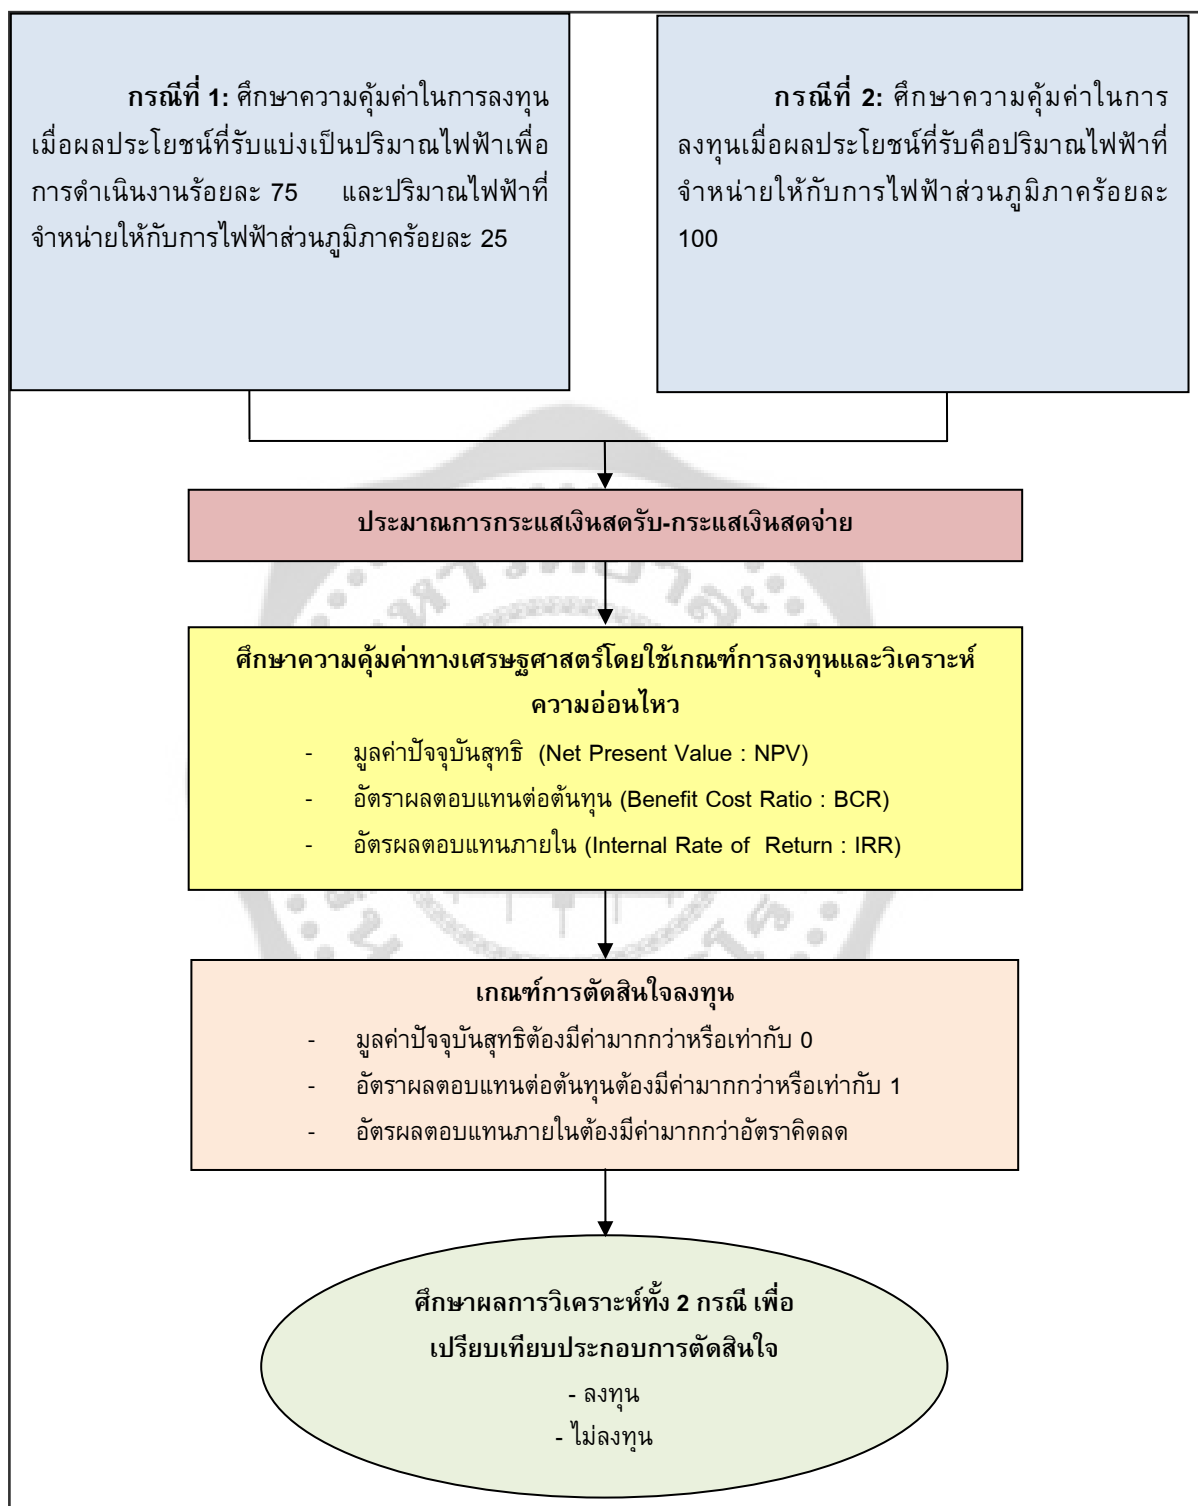 กรณีที่ 1: ศึกษาความคุ้มค่าในการลงทุน
เมื่อผลประโยชน์ที่รับแบ่งเป็นปริมาณไฟฟ้าเพื่อ
การดำเนินงานร้อยละ 75 และปริมาณไฟฟ้าที่
จำหน่ายให้กับการไฟฟ้าส่วนภูมิภาคร้อยละ 25
กรณีที่ 2: ศึกษาความคุ้มค่าในการ
ลงทุนเมื่อผลประโยชน์ที่รับคือปริมาณไฟฟ้าที่
จำหน่ายให้กับการไฟฟ้าส่วนภูมิภาคร้อยละ
100
ประมาณการกระแสเงินสดรับ-กระแสเงินสดจ่าย
ศึกษาความคุ้มค่าทางเศรษฐศาสตร์โดยใช้เกณฑ์การลงทุนและวิเคราะห์
ความอ่อนไหว
- มูลค่าปัจจุบันสุทธิ (Net Present Value : NPV)
- อัตราผลตอบแทนต่อต้นทุน (Benefit Cost Ratio : BCR)
- อัตรผลตอบแทนภายใน (Internal Rate of Return : IRR)
เกณฑ์การตัดสินใจลงทุน
- มูลค่าปัจจุบันสุทธิต้องมีค่ามากกว่าหรือเท่ากับ 0
- อัตราผลตอบแทนต่อต้นทุนต้องมีค่ามากกว่าหรือเท่ากับ 1
- อัตรผลตอบแทนภายในต้องมีค่ามากกว่าอัตราคิดลด
ศึกษาผลการวิเคราะห์ทั้ง 2 กรณี เพื่อ
เปรียบเทียบประกอบการตัดสินใจ
- ลงทุน
- ไม่ลงทุน